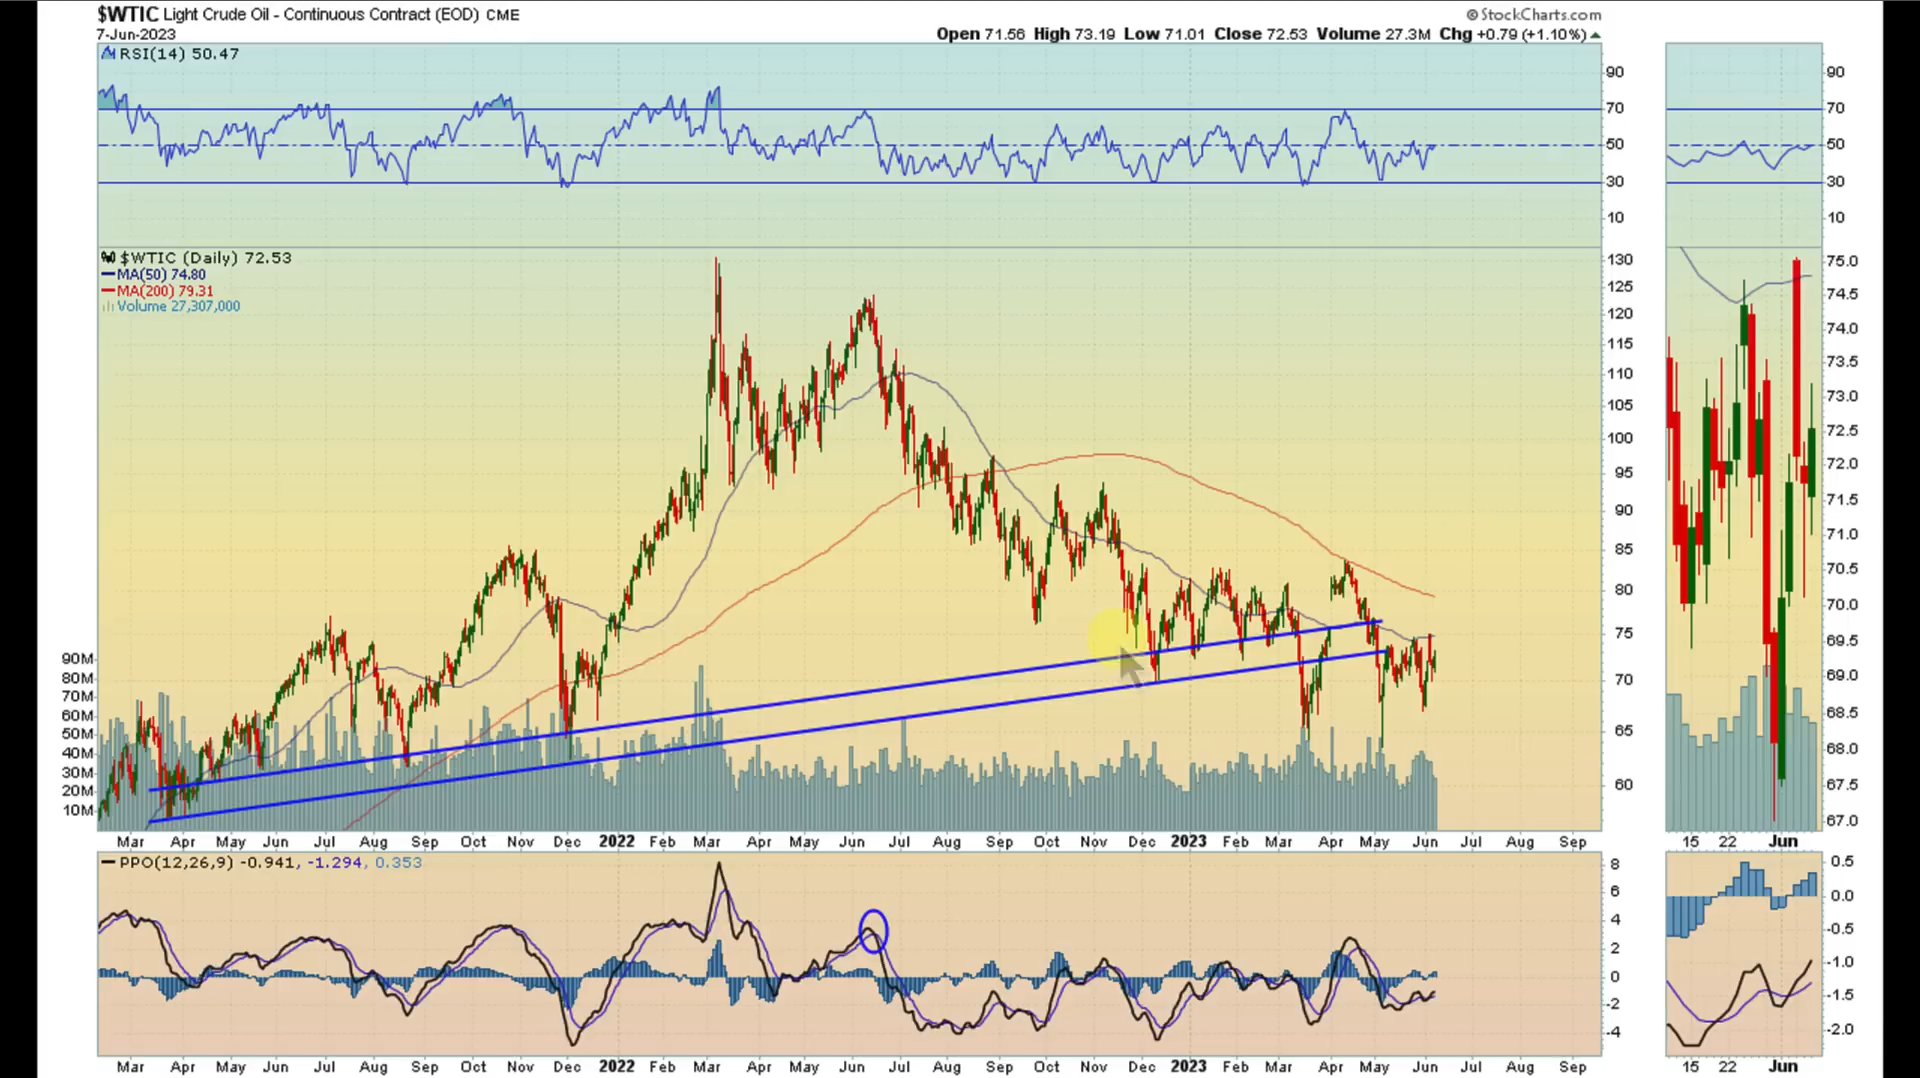 $WTIC Light Crude Oil - Continuous Contract (EOD) CME
© StockCharts.com
7-Jun-2023
Open 71.56 High 73.19 Low 71.01 Close 72.53 Volume 27.3M Chg +0.79 (+1.10%)
RSI(14) 50.47
90 90
70 70
50 50
30 30
10 10
$WTIC (Daily) 72.53
MA(50) 74.80
MA(200) 79.31
Volume 27,307,000
130
125
120
115
110
105
100
95
90
85
80
75
70
65
60
75.0
74.5
74.0
73.5
73.0
72.5
72.0
71.5
71.0
70.5
70.0
69.5
69.0
68.5
68.0
67.5
67.0
90M
80M
70M
60M
50M
40M
30M
20M
10M
Mar Apr May Jun Jul Aug Sep Oct Nov Dec 2022 Feb Mar Apr May Jun Jul Aug Sep Oct Nov Dec 2023 Feb Mar Apr May Jun Jul Aug Sep
15 22 Jun
PPO(12,26,9) -0.941, -1.294, 0.353
8
6
4
2
0
-2
-4
0.5
0.0
-0.5
-1.0
-1.5
-2.0
Mar Apr May Jun Jul Aug Sep Oct Nov Dec 2022 Feb Mar Apr May Jun Jul Aug Sep Oct Nov Dec 2023 Feb Mar Apr May Jun Jul Aug Sep
15 22 Jun